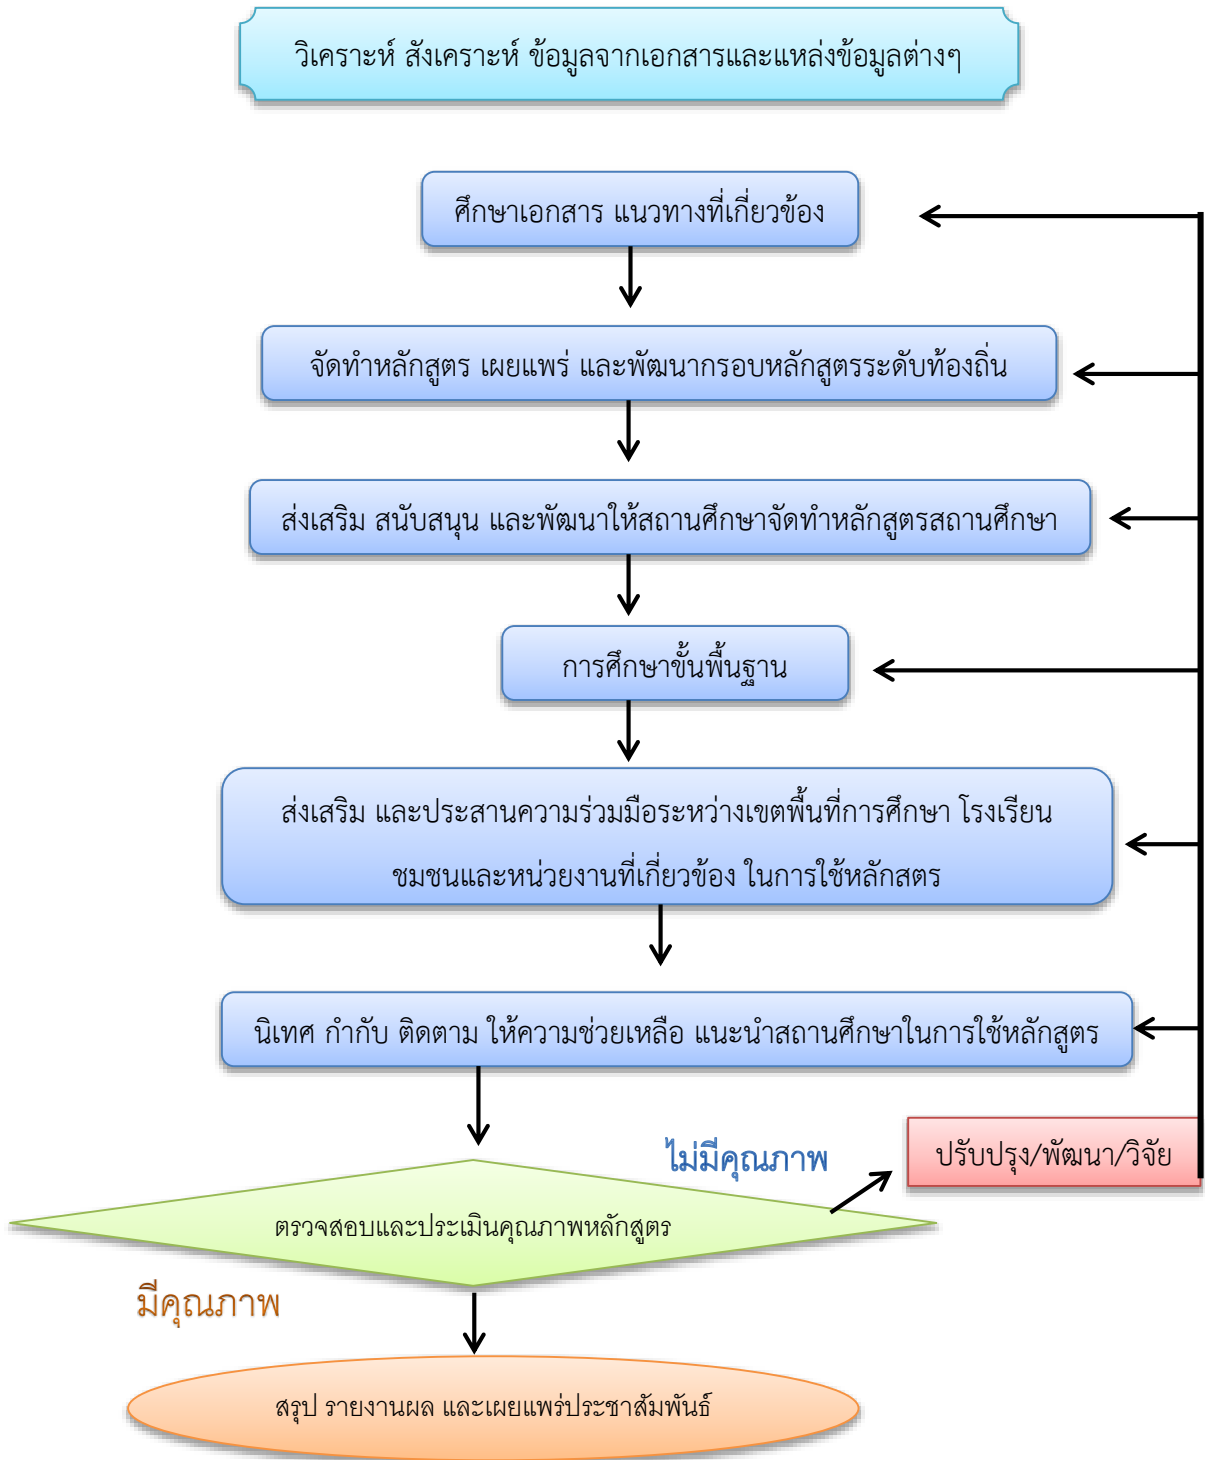 วิเคราะห์ สังเคราะห์ ข้อมูลจากเอกสารและแหล่งข้อมูลต่างๆ
ศึกษาเอกสาร แนวทางที่เกี่ยวข้อง
จัดทำหลักสูตร เผยแพร่ และพัฒนากรอบหลักสูตรระดับท้องถิ่น
ส่งเสริม สนับสนุน และพัฒนาให้สถานศึกษาจัดทำหลักสูตรสถานศึกษา
การศึกษาขั้นพื้นฐาน
ส่งเสริม และประสานความร่วมมือระหว่างเขตพื้นที่การศึกษา โรงเรียน
ชุมชนและหน่วยงานที่เกี่ยวข้อง ในการใช้หลักสตร
นิเทศ กำกับ ติดตาม ให้ความช่วยเหลือ แนะนำสถานศึกษาในการใช้หลักสูตร
ไม่มีคุณภาพ
ปรับปรุง/พัฒนา/วิจัย
ตรวจสอบและประเมินคุณภาพหลักสูตร
มีคุณภาพ
สรุป รายงานผล และเผยแพร่ประชาสัมพันธ์